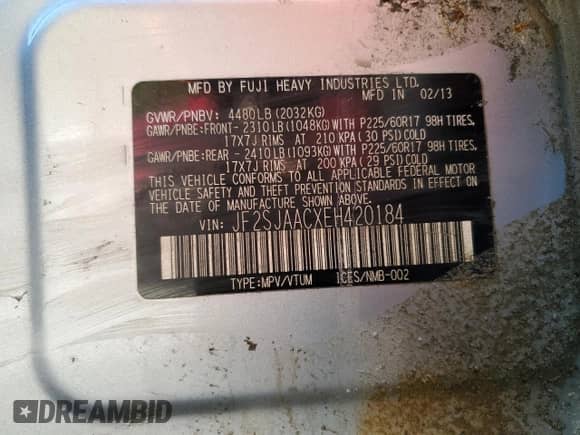 MFD BY FUJI HEAVY INDUSTRIES LTD.
MFD IN 02/13
GVWR/PNBV: 4480LB(2032KG)
GAWR/PNBE:FRONT- 2310LB(1048KG)WITH P225/60R17 98H TIRES,
17X7J RIMS AT 210 KPA( 30 PSI)COLD
GAWR/PNBE:REAR - 2410LB(1093KG)WITH P225/60R17 98H TIRES,
17X7J RIMS AT 200 KPA( 29 PSI)COLD
THIS VEHICLE CONFORMS TO ALL APPLICABLE FEDERAL MOTOR
VEHICLE SAFETY AND THEFT PREVENTION STANDARDS IN EFFECT ON
THE DATE OF MANUFACTURE SHOWN ABOVE.
VIN: JF2SJAACXEH420184
TYPE:MPV/VTUM ICES/NMB-002
DREAMBID